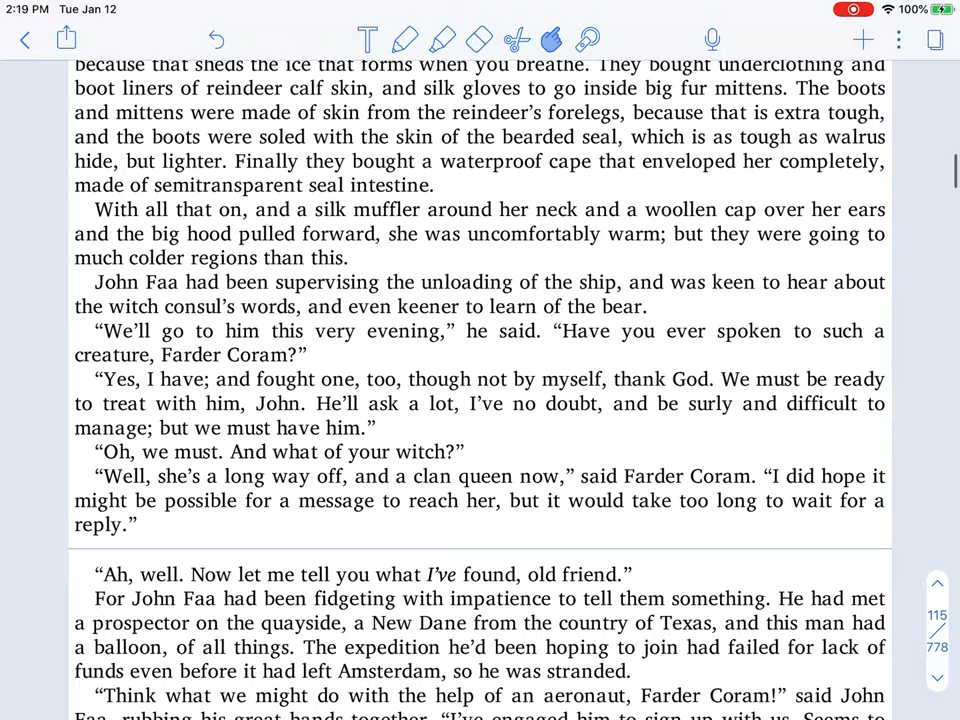 2:19 PM Tue Jan 12
100%
because that sheds the ice that forms when you breathe. They bought underclothing and
boot liners of reindeer calf skin, and silk gloves to go inside big fur mittens. The boots
and mittens were made of skin from the reindeer’s forelegs, because that is extra tough,
and the boots were soled with the skin of the bearded seal, which is as tough as walrus
hide, but lighter. Finally they bought a waterproof cape that enveloped her completely,
made of semitransparent seal intestine.
With all that on, and a silk muffler around her neck and a woollen cap over her ears
and the big hood pulled forward, she was uncomfortably warm; but they were going to
much colder regions than this.
John Faa had been supervising the unloading of the ship, and was keen to hear about
the witch consul’s words, and even keener to learn of the bear.
“We’ll go to him this very evening,” he said. “Have you ever spoken to such a
creature, Farder Coram?”
“Yes, I have; and fought one, too, though not by myself, thank God. We must be ready
to treat with him, John. He’ll ask a lot, I’ve no doubt, and be surly and difficult to
manage; but we must have him.”
“Oh, we must. And what of your witch?”
“Well, she’s a long way off, and a clan queen now,” said Farder Coram. “I did hope it
might be possible for a message to reach her, but it would take too long to wait for a
reply.”
“Ah, well. Now let me tell you what I’ve found, old friend.”
For John Faa had been fidgeting with impatience to tell them something. He had met
a prospector on the quayside, a New Dane from the country of Texas, and this man had
a balloon, of all things. The expedition he’d been hoping to join had failed for lack of
funds even before it had left Amsterdam, so he was stranded.
“Think what we might do with the help of an aeronaut, Farder Coram!” said John
Faa, rubbing his great hands together. “I’ve engaged him to sign up with us. Seems to
115
778